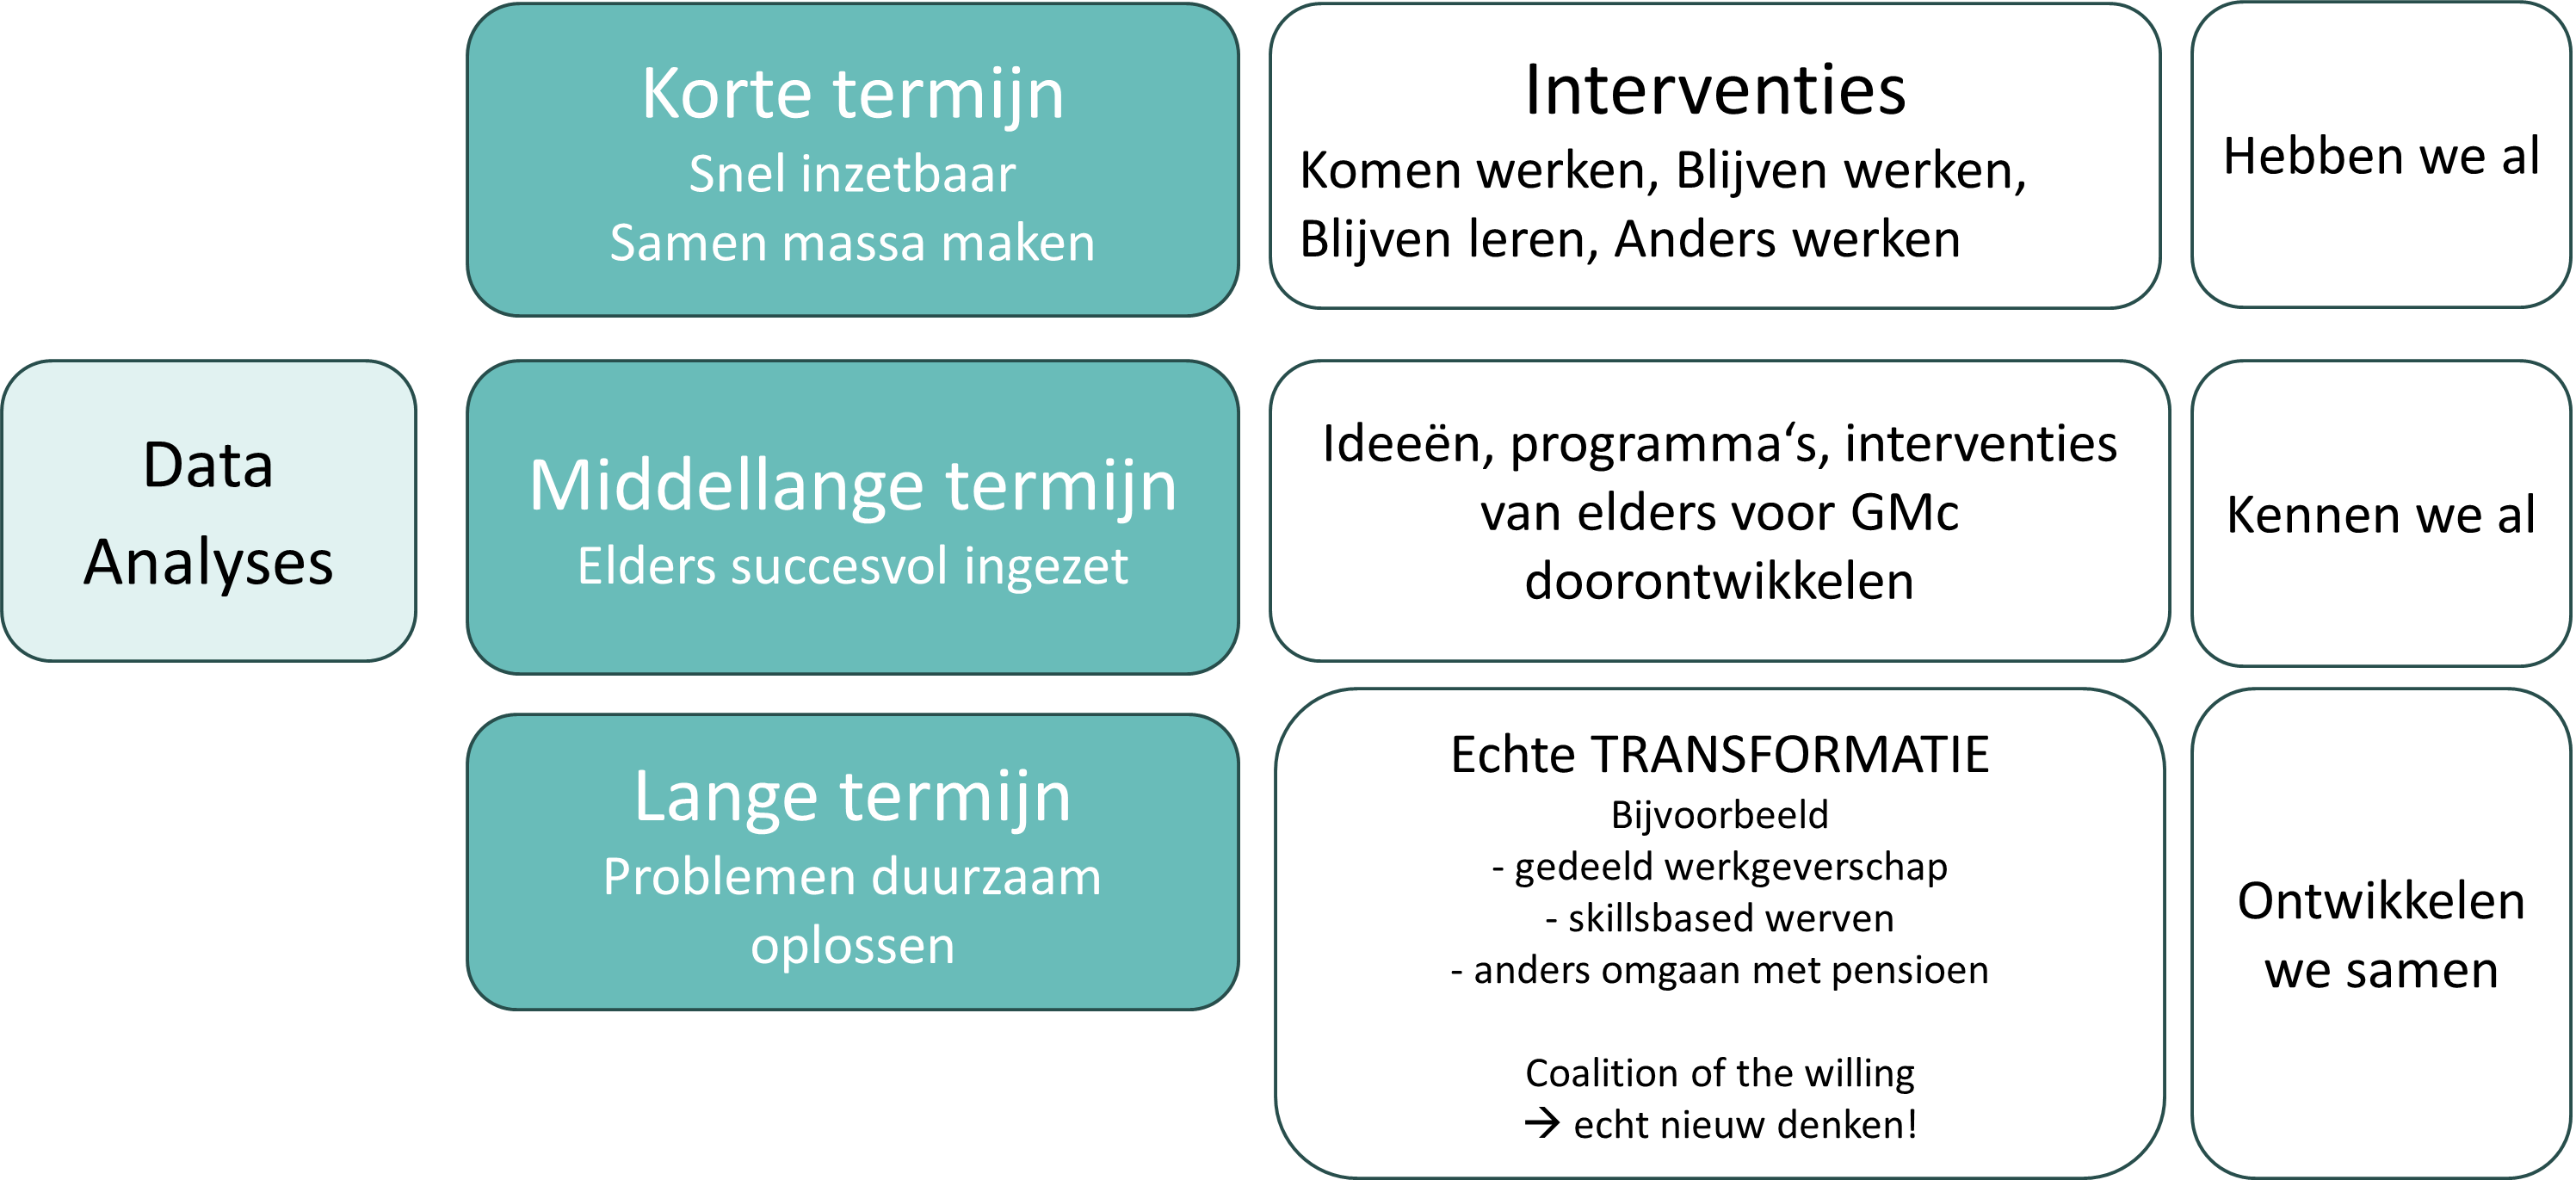 Data
Analyses
Korte termijn
Snel inzetbaar
Samen massa maken
Interventies
Komen werken, Blijven werken,
Blijven leren, Anders werken
Hebben we al
Middellange termijn
Elders succesvol ingezet
Ideeën, programma‘s, interventies
van elders voor GMc
doorontwikkelen
Kennen we al
Lange termijn
Problemen duurzaam
oplossen
Echte TRANSFORMATIE
Bijvoorbeeld
- gedeeld werkgeverschap
- skillsbased werven
- anders omgaan met pensioen
Coalition of the willing
→ echt nieuw denken!
Ontwikkelen
we samen